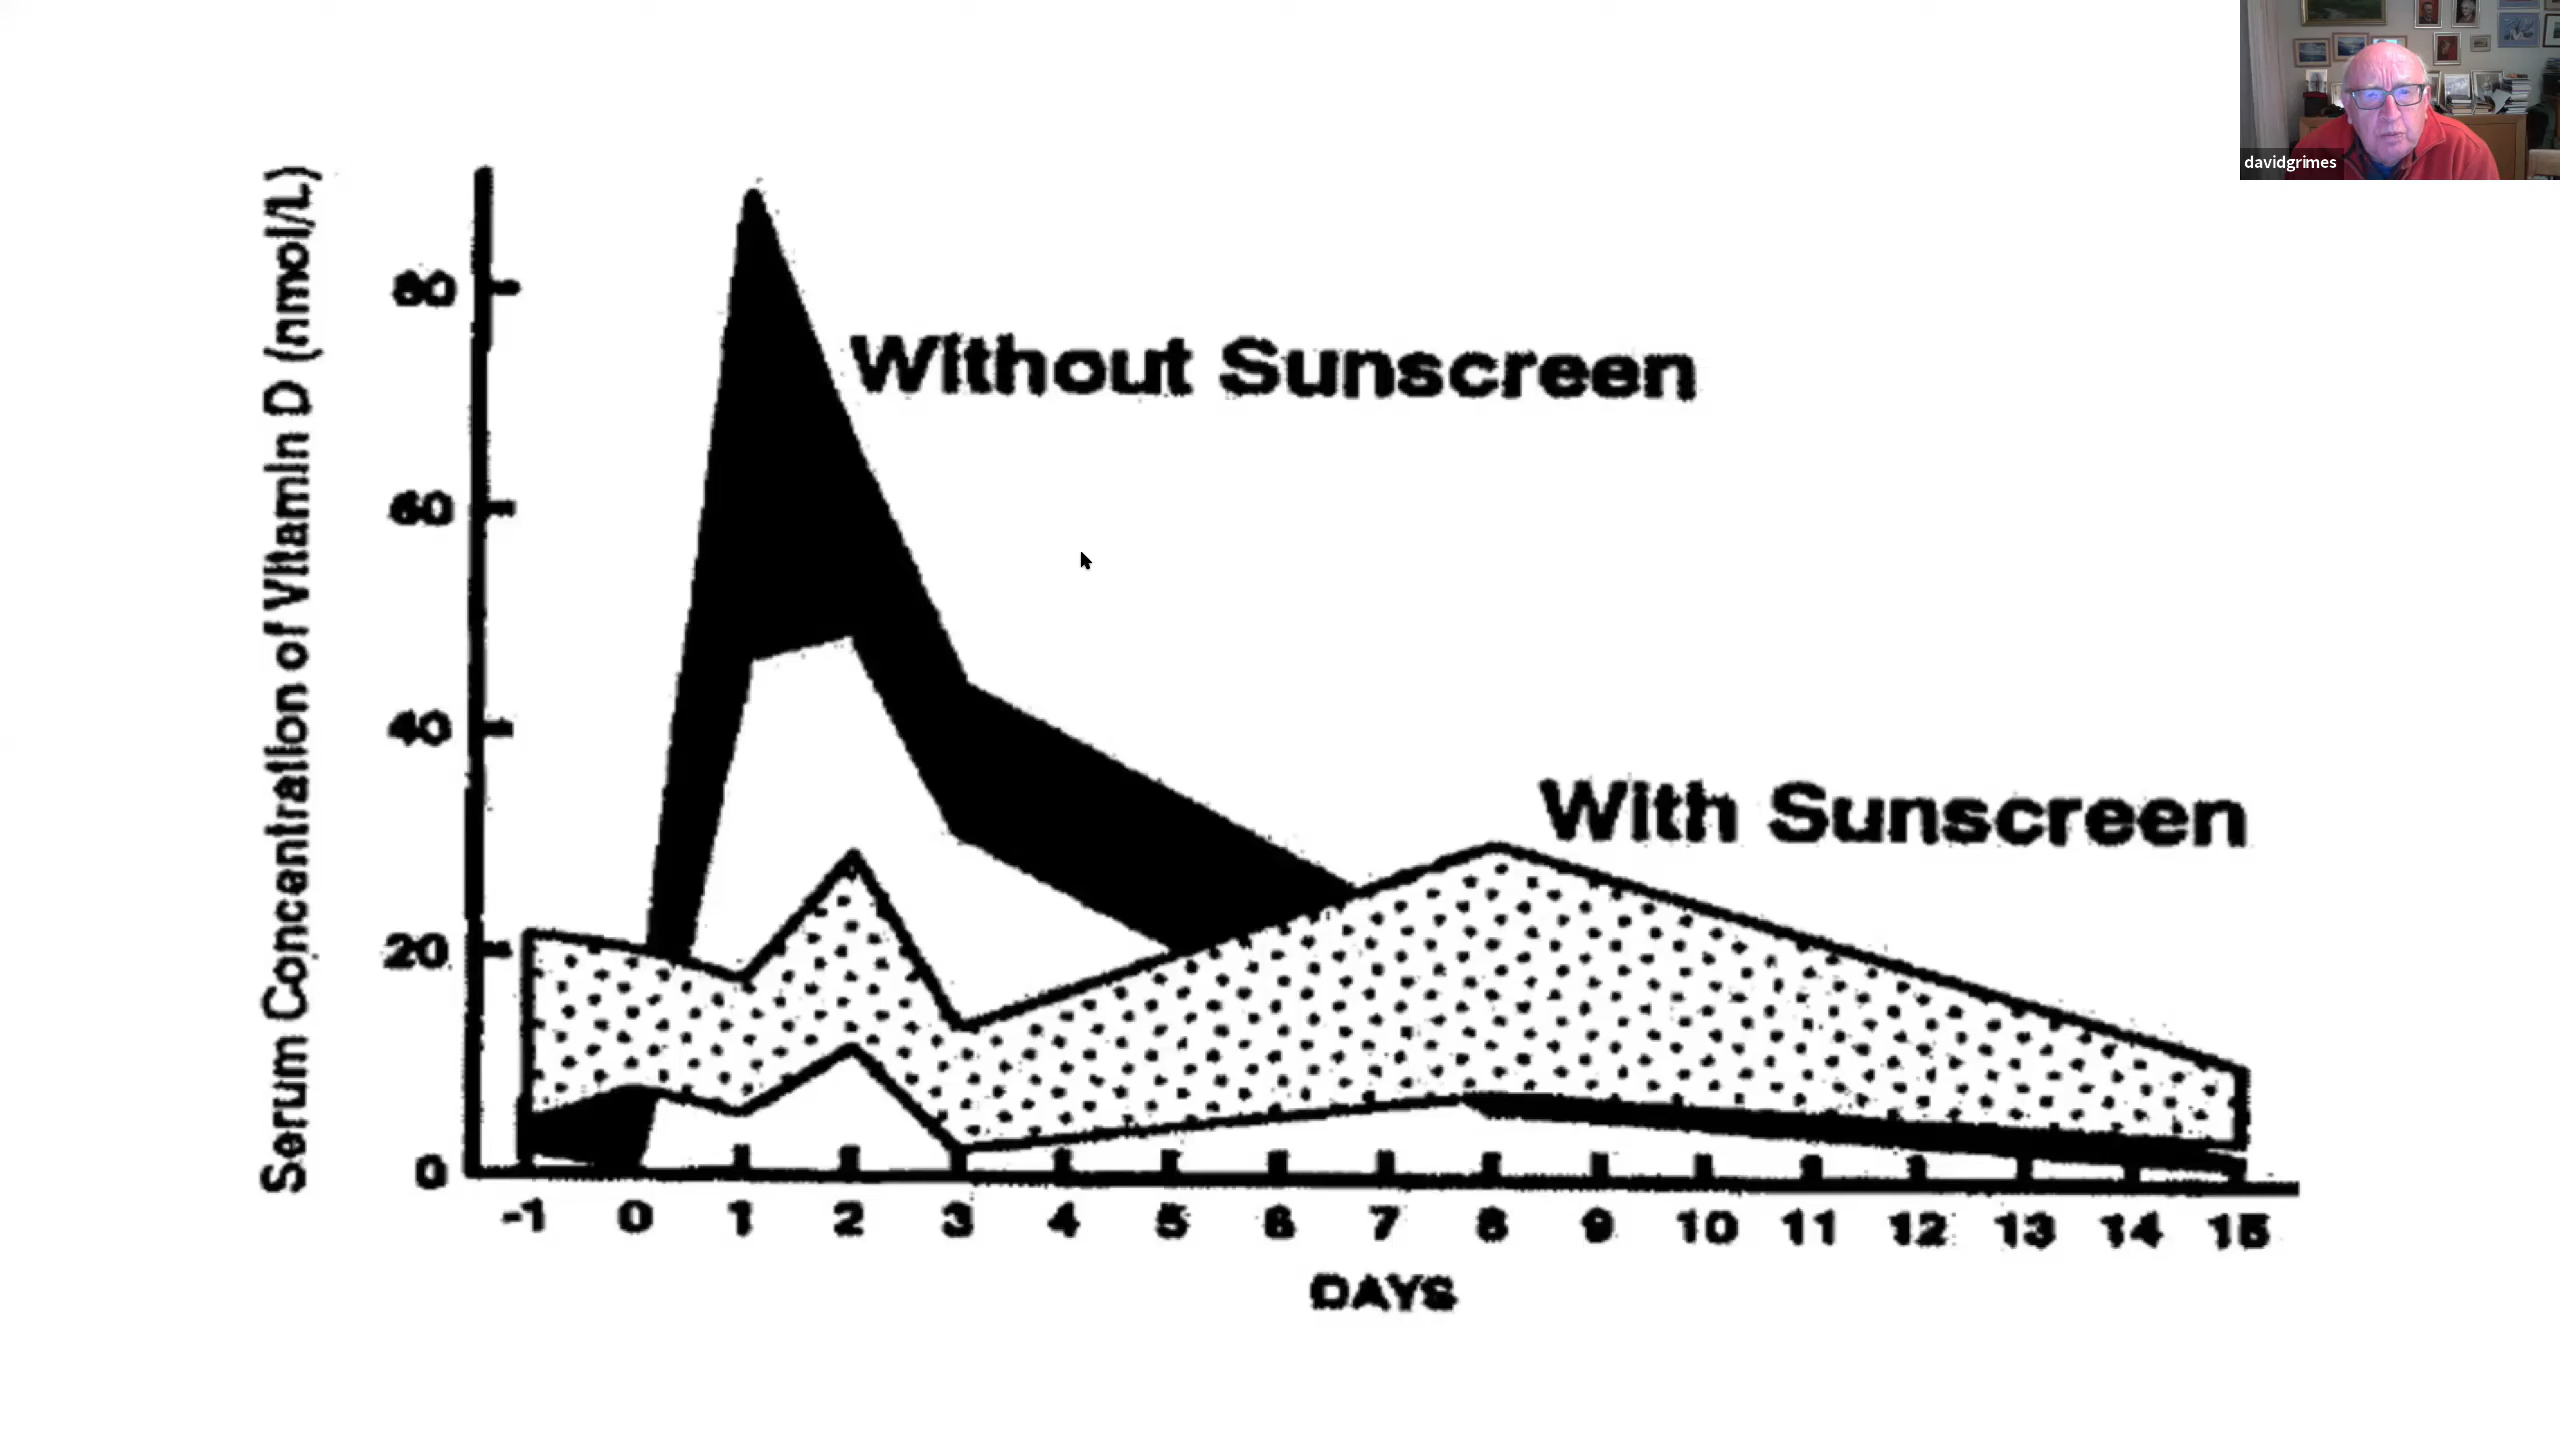 davidgrimes
Serum Concentration of Vitamin D (nmol/L)
80
60
40
20
0
Without Sunscreen
With Sunscreen
-1 0 1 2 3 4 5 6 7 8 9 10 11 12 13 14 15
DAYS